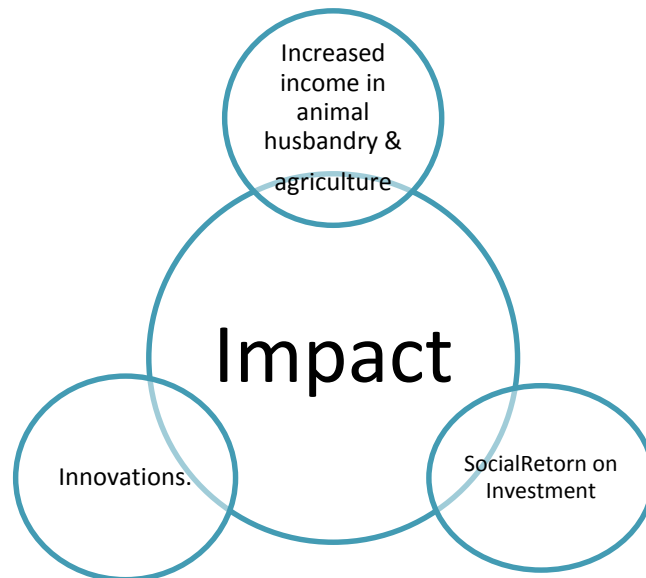 Increased
income in
animal
husbandry &
agriculture
Impact
Innovations.
SocialRetorn on
Investment